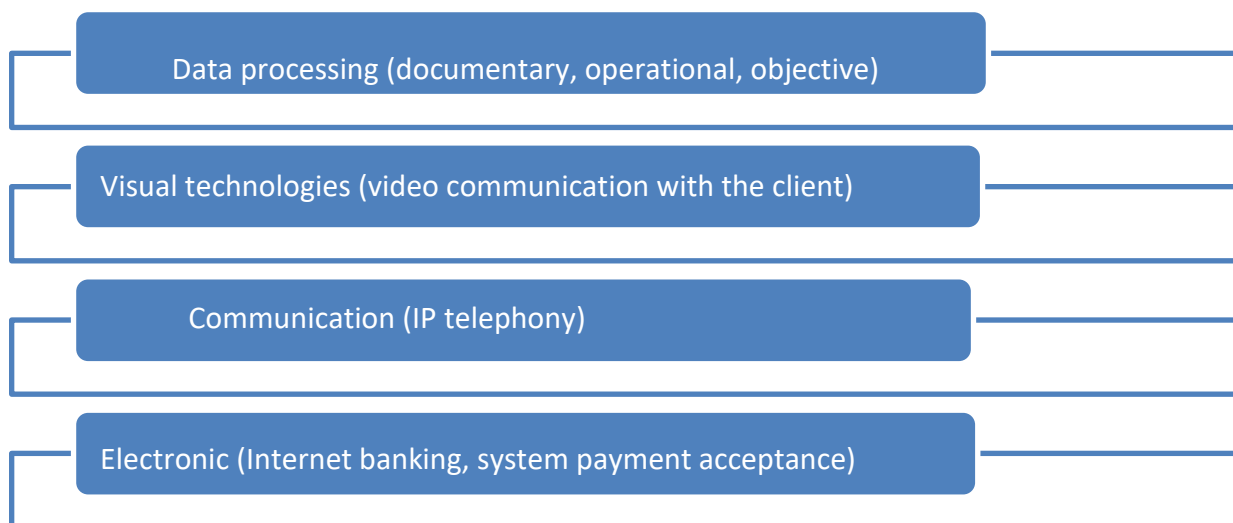 Data processing (documentary, operational, objective)
Visual technologies (video communication with the client)
Communication (IP telephony)
Electronic (Internet banking, system payment acceptance)